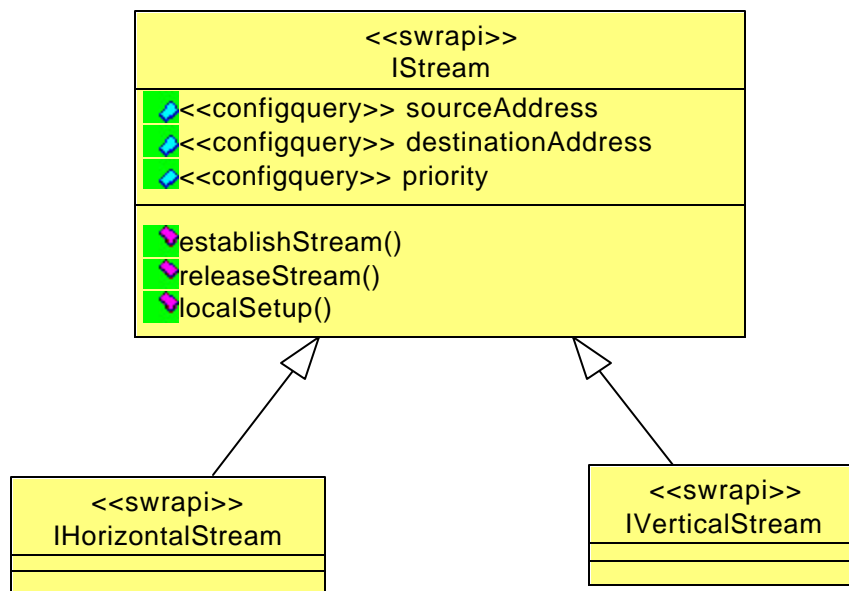 <<swrapi>>
IStream
<<configquery>> sourceAddress
<<configquery>> destinationAddress
<<configquery>> priority
establishStream()
releaseStream()
localSetup()
<<swrapi>>
IHorizontalStream
<<swrapi>>
IVerticalStream